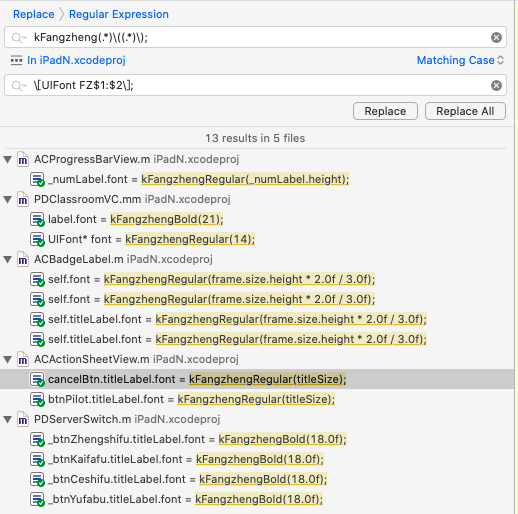 Replace > Regular Expression
kFangzheng(.*)\((.*)\);
In iPadN.xcodeproj Matching Case
\[UIFont FZ$1:$2\];
Replace Replace All
13 results in 5 files
ACProgressBarView.m iPadN.xcodeproj
_numLabel.font = kFangzhengRegular(_numLabel.height);
PDClassroomVC.mm iPadN.xcodeproj
label.font = kFangzhengBold(21);
UIFont* font = kFangzhengRegular(14);
ACBadgeLabel.m iPadN.xcodeproj
self.font = kFangzhengRegular(frame.size.height * 2.0f / 3.0f);
self.font = kFangzhengRegular(frame.size.height * 2.0f / 3.0f);
self.titleLabel.font = kFangzhengRegular(frame.size.height * 2.0f / 3.0f);
self.titleLabel.font = kFangzhengRegular(frame.size.height * 2.0f / 3.0f);
ACActionSheetView.m iPadN.xcodeproj
cancelBtn.titleLabel.font = kFangzhengRegular(titleSize);
btnPilot.titleLabel.font = kFangzhengRegular(titleSize);
PDServerSwitch.m iPadN.xcodeproj
_btnZhengshifu.titleLabel.font = kFangzhengBold(18.0f);
_btnKaifafu.titleLabel.font = kFangzhengBold(18.0f);
_btnCeshifu.titleLabel.font = kFangzhengBold(18.0f);
_btnYufabu.titleLabel.font = kFangzhengBold(18.0f);